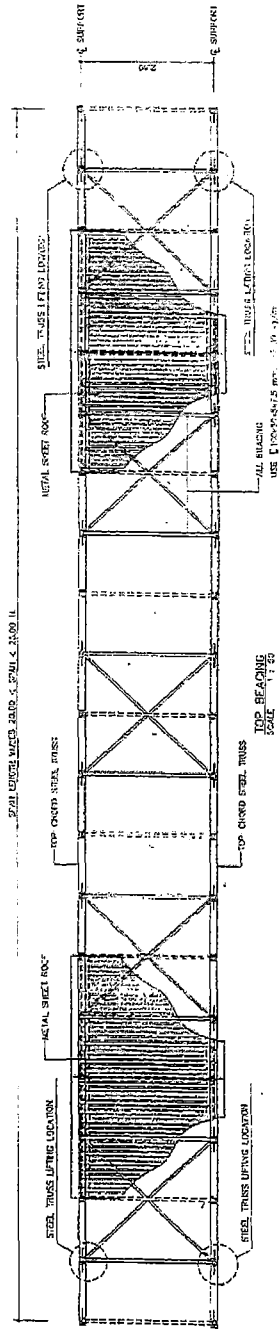 SPAN LENGTH VARIES 20.00 < SPAN < 25.00 M.
STEEL TRUSS LIFTING LOCATION
METAL SHEET ROOF
TOP CHORD STEEL TRUSS
METAL SHEET ROOF
STEEL TRUSS LIFTING LOCATION
℄ SUPPORT
℄ SUPPORT
STEEL TRUSS LIFTING LOCATION
TOP CHORD STEEL TRUSS
TOP BRACING
SCALE
ALL BRACING
STEEL TRUSS LIFTING LOCATION